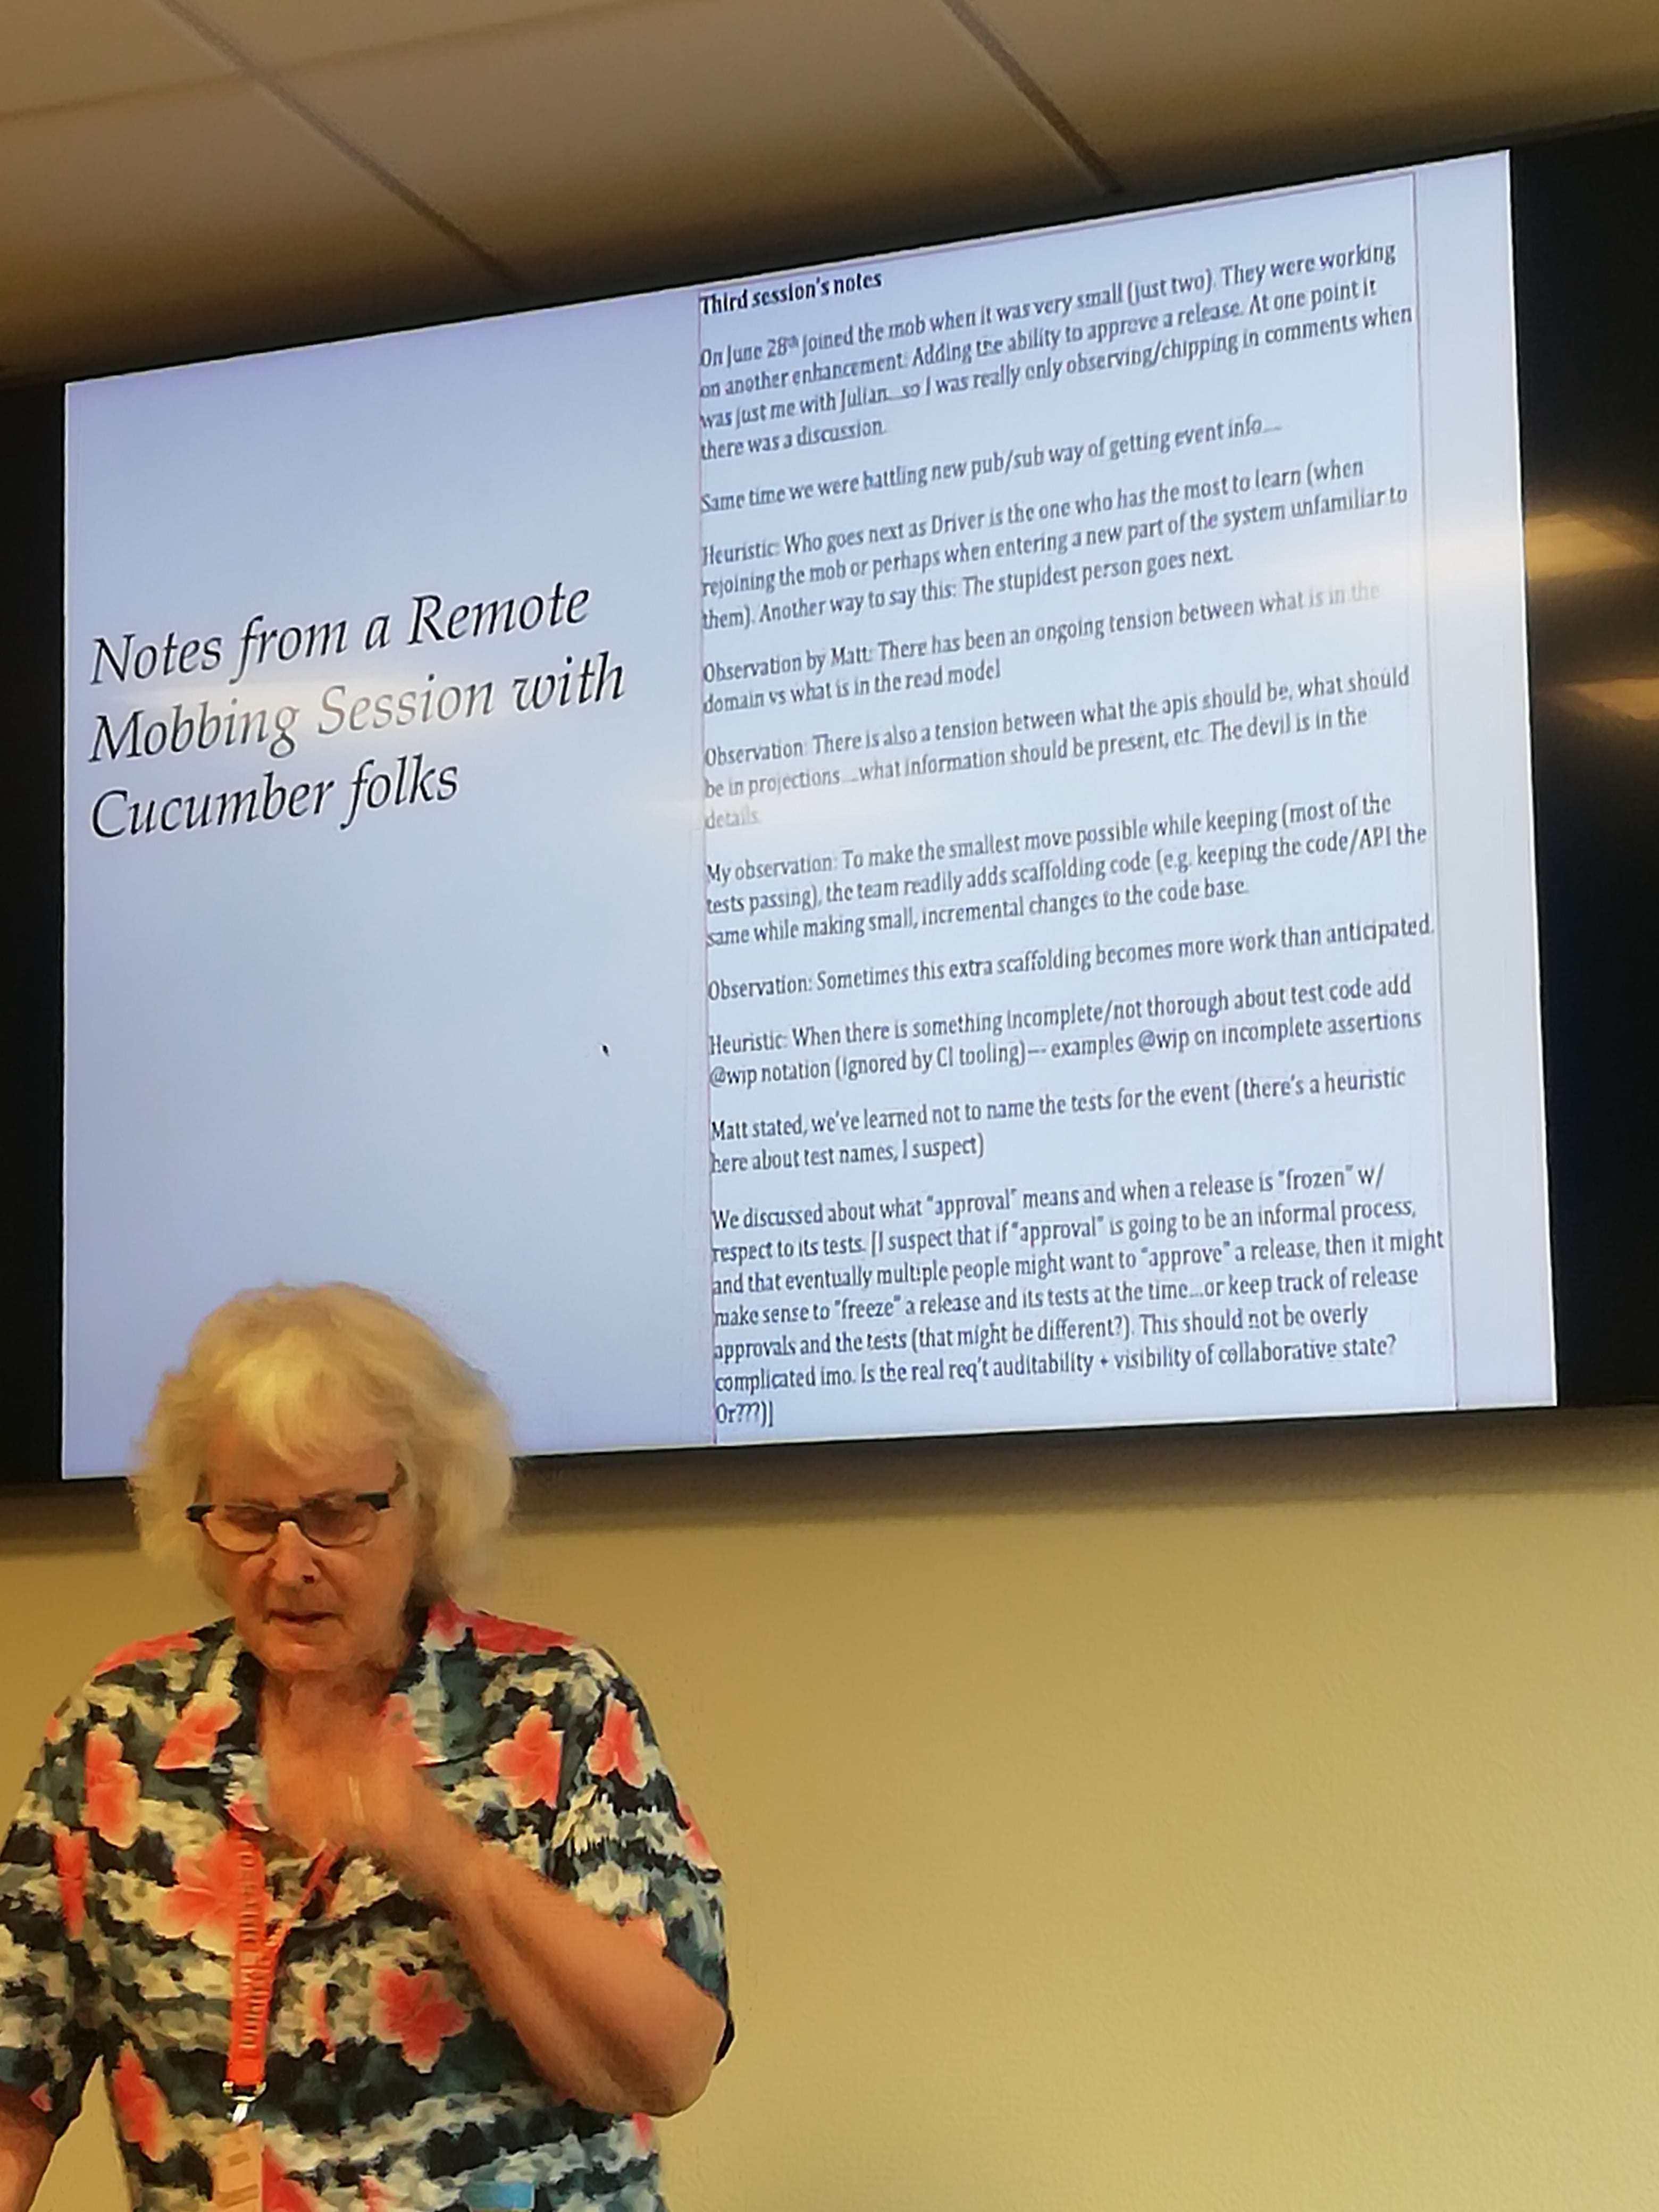 Notes from a Remote
Mobbing Session with
Cucumber folks
Third session's notes
On June 28th joined the mob when it was very small (just two). They were working
on another enhancement: Adding the ability to approve a release. At one point it
was just me with Julian...so I was really only observing/chipping in comments when
there was a discussion.
Same time we were battling new pub/sub way of getting event info....
Heuristic: Who goes next as Driver is the one who has the most to learn (when
rejoining the mob or perhaps when entering a new part of the system unfamiliar to
them). Another way to say this: The stupidest person goes next.
Observation by Matt: There has been an ongoing tension between what is in the
domain vs what is in the read model
Observation: There is also a tension between what the apis should be, what should
be in projections....what information should be present, etc. The devil is in the
details.
My observation: To make the smallest move possible while keeping (most of the
tests passing), the team readily adds scaffolding code (e.g. keeping the code/API the
same while making small, incremental changes to the code base.
Observation: Sometimes this extra scaffolding becomes more work than anticipated.
Heuristic: When there is something incomplete/not thorough about test code add
@wip notation (ignored by CI tooling)--- examples @wip on incomplete assertions
Matt stated, we've learned not to name the tests for the event (there's a heuristic
here about test names, I suspect)
We discussed about what "approval" means and when a release is "frozen" w/
respect to its tests. [I suspect that if "approval" is going to be an informal process,
and that eventually multiple people might want to "approve" a release, then it might
make sense to "freeze" a release and its tests at the time...or keep track of release
approvals and the tests (that might be different?). This should not be overly
complicated imo. Is the real req't auditability + visibility of collaborative state?
Or???)]